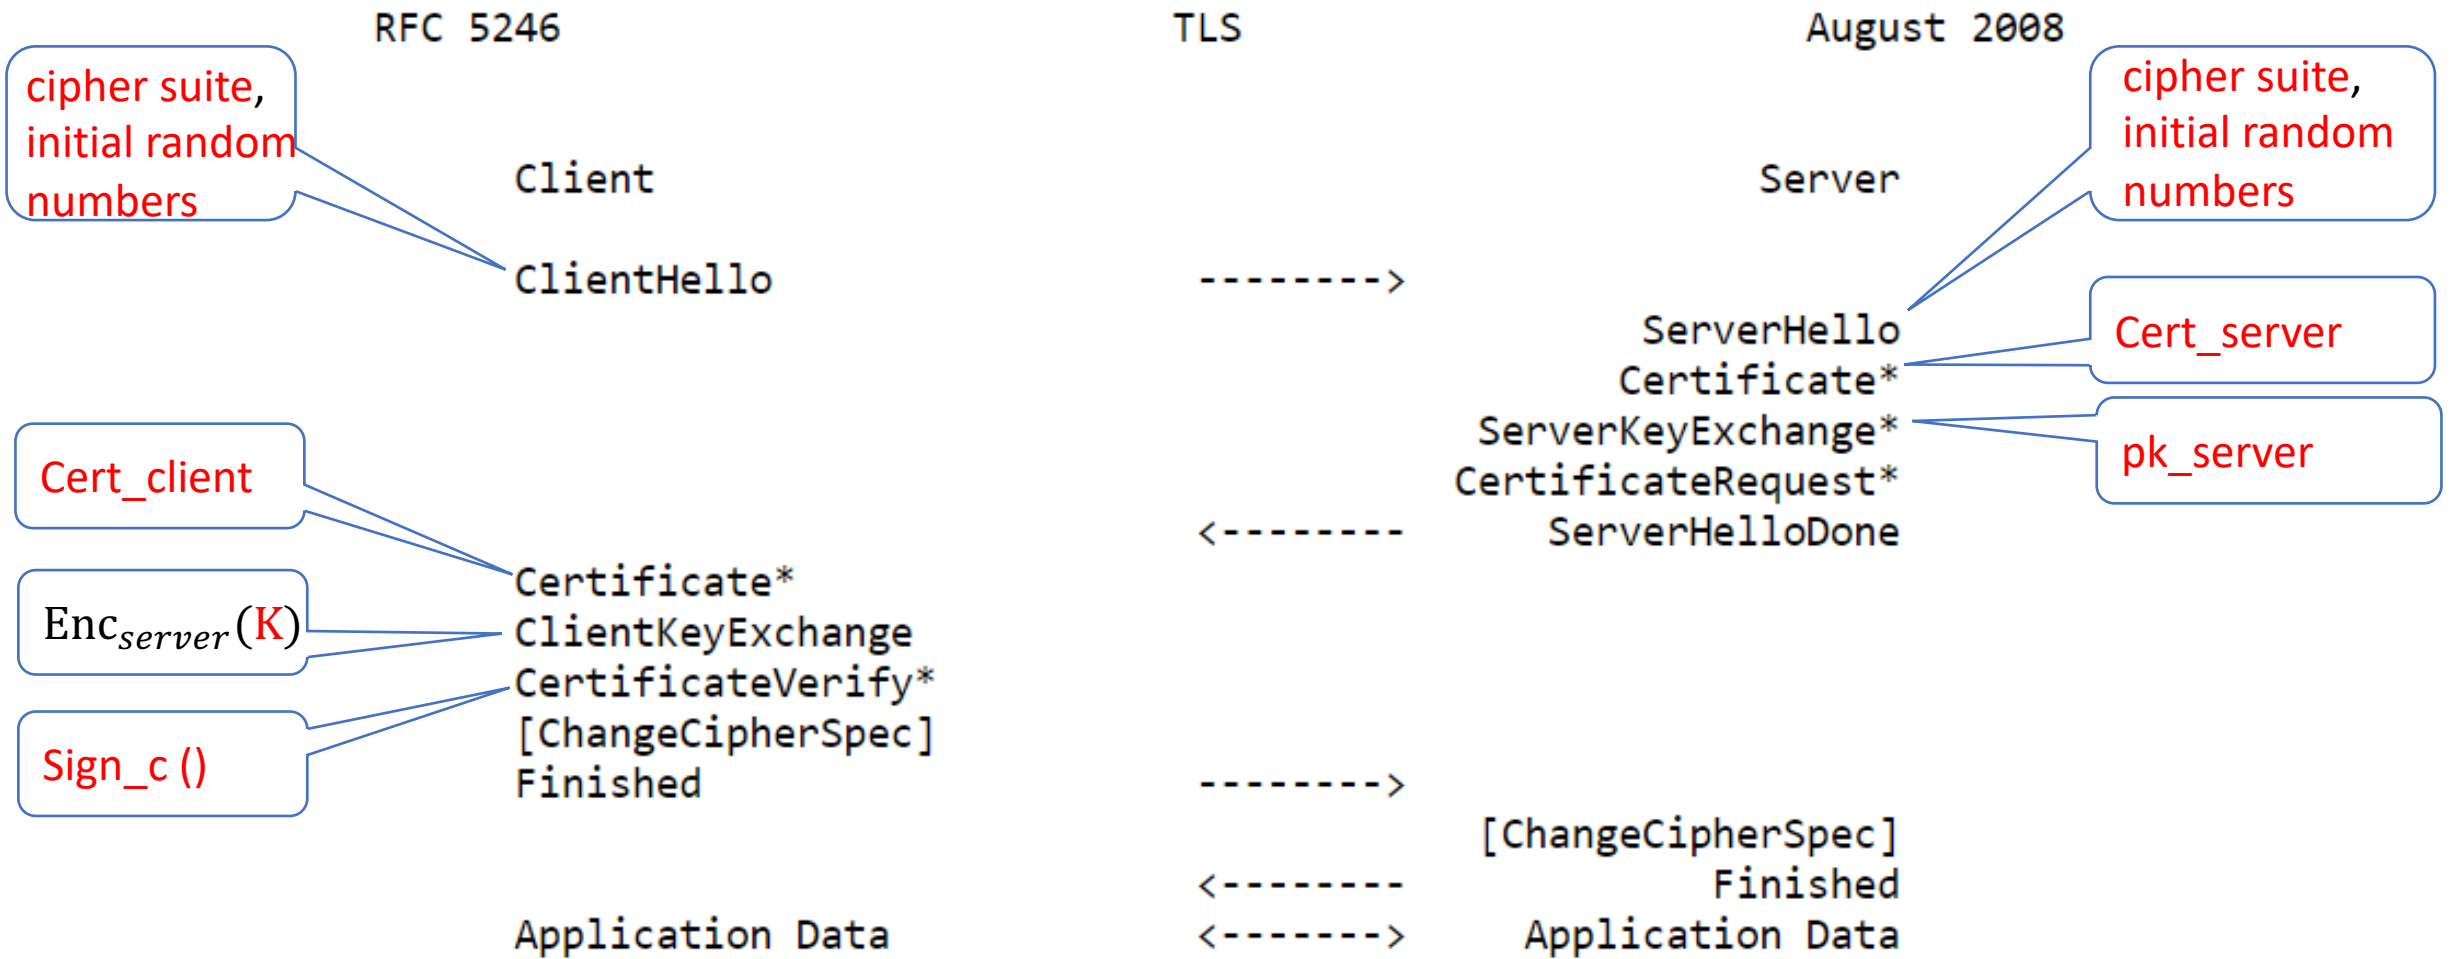 RFC 5246 TLS August 2008
cipher suite,
initial random
numbers
cipher suite,
initial random
numbers
Client Server
ClientHello -------->
ServerHello
Cert_server
Certificate*
ServerKeyExchange*
pk_server
CertificateRequest*
Cert_client
<-------- ServerHelloDone
Certificate*
Enc_server(K)
ClientKeyExchange
CertificateVerify*
[ChangeCipherSpec]
Sign_c ()
Finished -------->
[ChangeCipherSpec]
<-------- Finished
Application Data <-------> Application Data